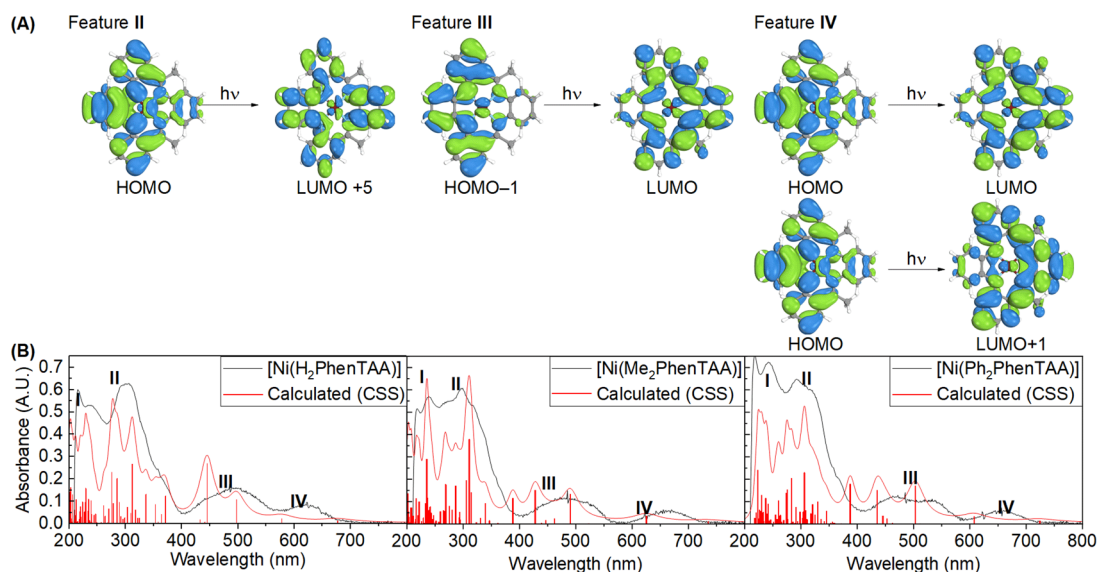 (A)
Feature II
Feature III
Feature IV
hν
hν
hν
HOMO
LUMO +5
HOMO−1
LUMO
HOMO
LUMO
hν
HOMO
LUMO+1
(B)
Absorbance (A.U.)
0.7
0.6
0.5
0.4
0.3
0.2
0.1
0.0
[Ni(H₂PhenTAA)]
Calculated (CSS)
I
II
III
IV
[Ni(Me₂PhenTAA)]
Calculated (CSS)
I
II
III
IV
[Ni(Ph₂PhenTAA)]
Calculated (CSS)
I
II
III
IV
200 300 400 500 600 700 200 300 400 500 600 700 200 300 400 500 600 700 800
Wavelength (nm)
Wavelength (nm)
Wavelength (nm)